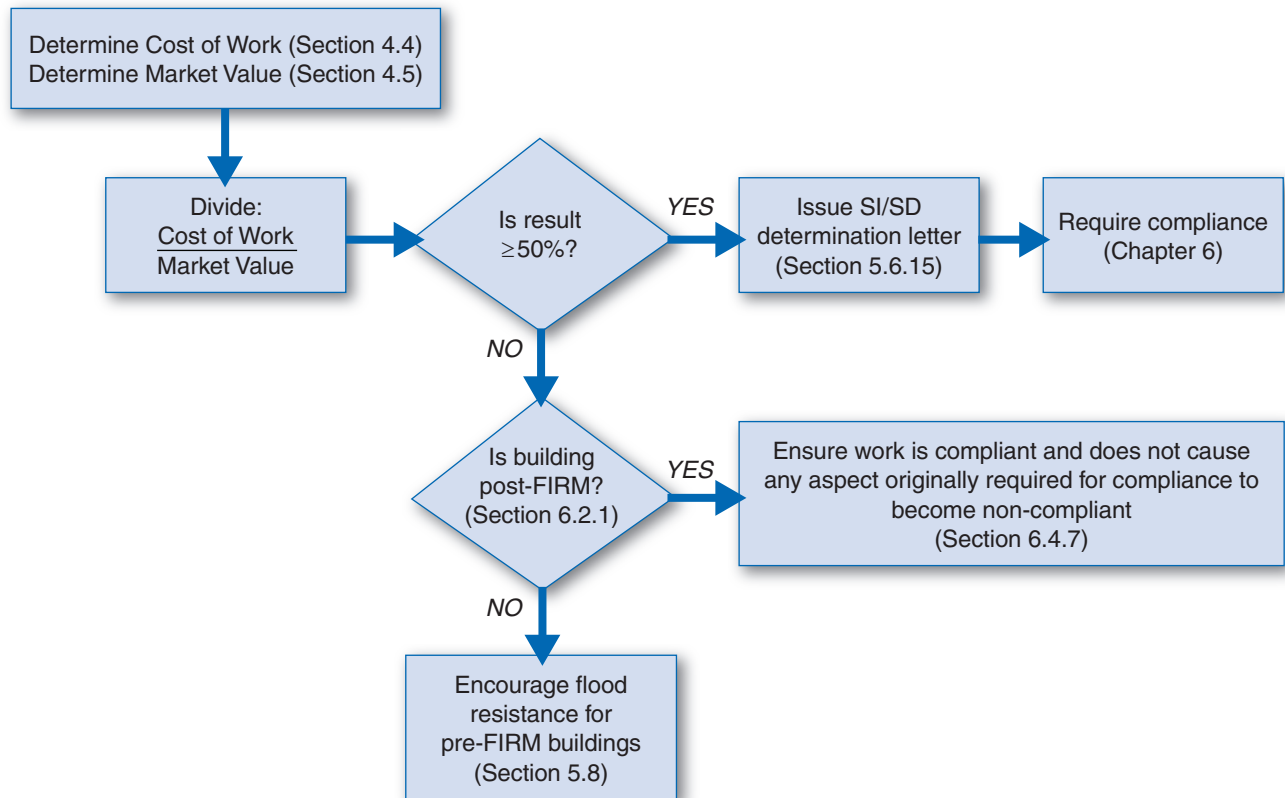 Determine Cost of Work (Section 4.4)
Determine Market Value (Section 4.5)
Divide:
Cost of Work
Market Value
Is result
≥50%?
YES
Issue SI/SD
determination letter
(Section 5.6.15)
Require compliance
(Chapter 6)
NO
Is building
post-FIRM?
(Section 6.2.1)
YES
Ensure work is compliant and does not cause
any aspect originally required for compliance to
become non-compliant
(Section 6.4.7)
NO
Encourage flood
resistance for
pre-FIRM buildings
(Section 5.8)